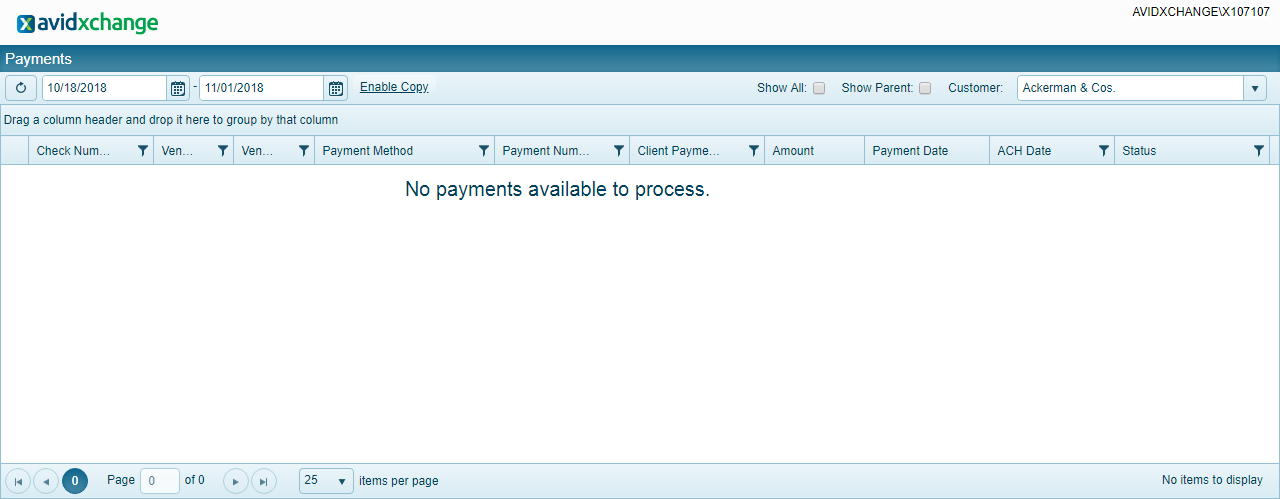 avidxchange
AVIDXCHANGE\X107107
Payments
10/18/2018 - 11/01/2018 Enable Copy Show All: Show Parent: Customer: Ackerman & Cos.
Drag a column header and drop it here to group by that column
Check Num... Ven... Ven... Payment Method Payment Num... Client Payme... Amount Payment Date ACH Date Status
No payments available to process.
0 Page 0 of 0 25 items per page No items to display